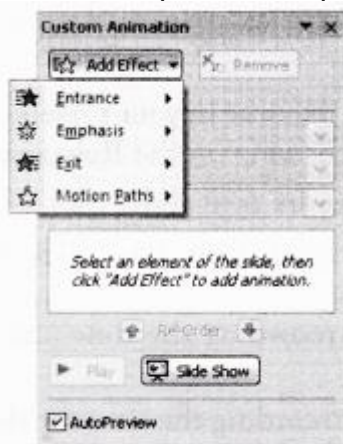 Custom Animation
Add Effect
Remove
Entrance
Emphasis
Exit
Motion Paths
Select an element of the slide, then
click "Add Effect" to add animation.
Re-Order
Play
Slide Show
AutoPreview